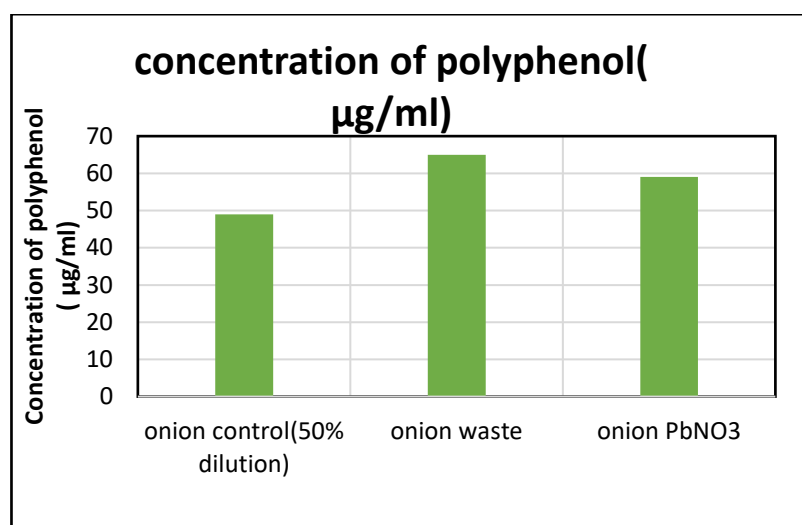 concentration of polyphenol(
µg/ml)
Concentration of polyphenol
( µg/ml)
70
60
50
40
30
20
10
0
onion control(50%
dilution)
onion waste
onion PbNO3